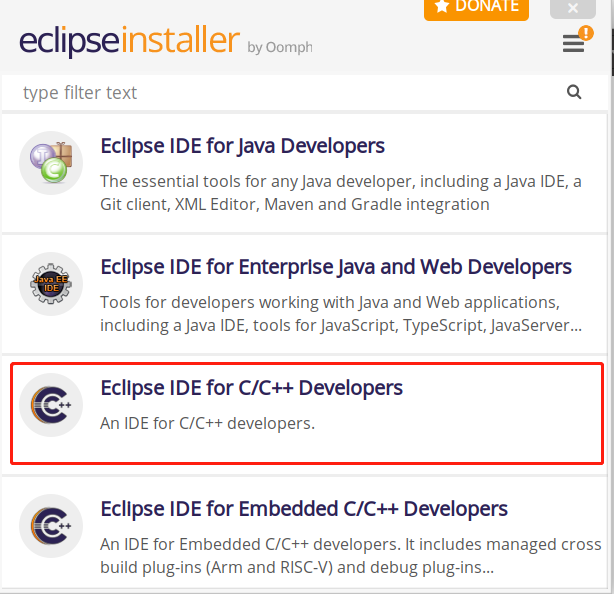 DONATE
eclipseinstaller by Oomph
!
type filter text
Eclipse IDE for Java Developers
The essential tools for any Java developer, including a Java IDE, a
Git client, XML Editor, Maven and Gradle integration
Eclipse IDE for Enterprise Java and Web Developers
Java EE
IDE
Tools for developers working with Java and Web applications,
including a Java IDE, tools for JavaScript, TypeScript, JavaServer...
Eclipse IDE for C/C++ Developers
C++
An IDE for C/C++ developers.
Eclipse IDE for Embedded C/C++ Developers
C++
An IDE for Embedded C/C++ developers. It includes managed cross
build plug-ins (Arm and RISC-V) and debug plug-ins...